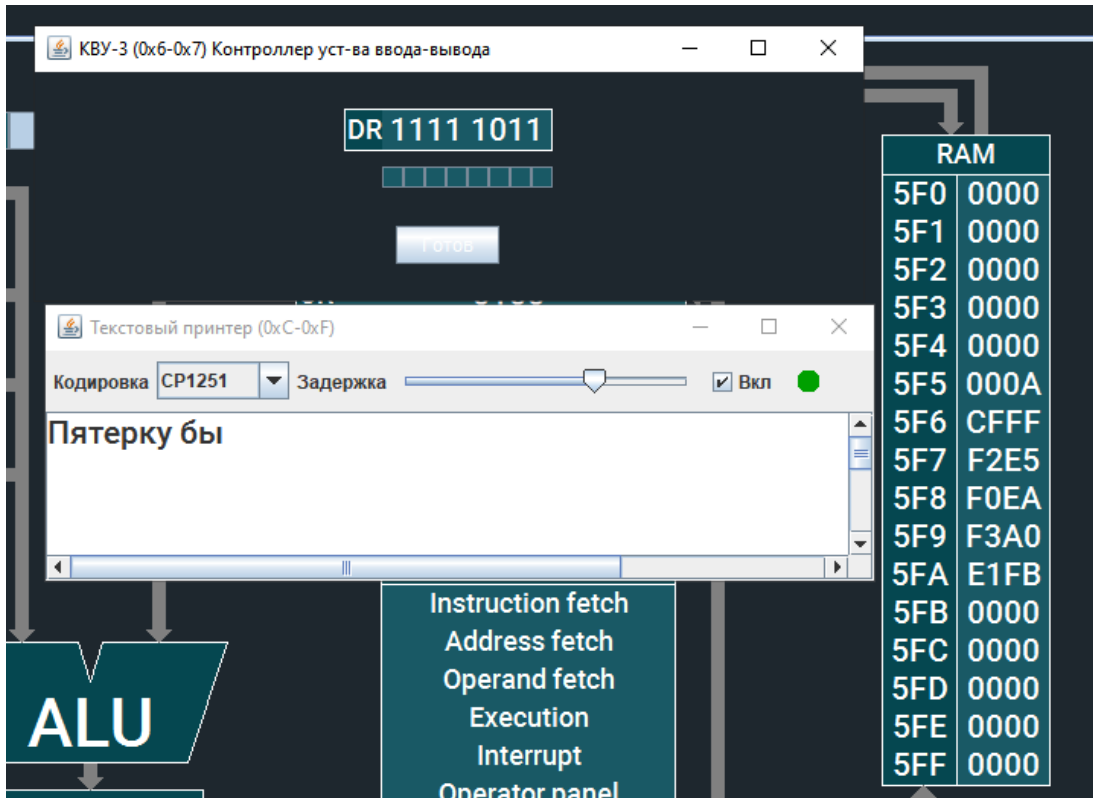 КВУ-3 (0x6-0x7) Контроллер уст-ва ввода-вывода
DR 1111 1011
Готов
Текстовый принтер (0xC-0xF)
Кодировка CP1251 Задержка Вкл
Пятерку бы
Instruction fetch
Address fetch
Operand fetch
Execution
Interrupt
Operator panel
ALU
RAM
5F0 0000
5F1 0000
5F2 0000
5F3 0000
5F4 0000
5F5 000A
5F6 CFFF
5F7 F2E5
5F8 F0EA
5F9 F3A0
5FA E1FB
5FB 0000
5FC 0000
5FD 0000
5FE 0000
5FF 0000